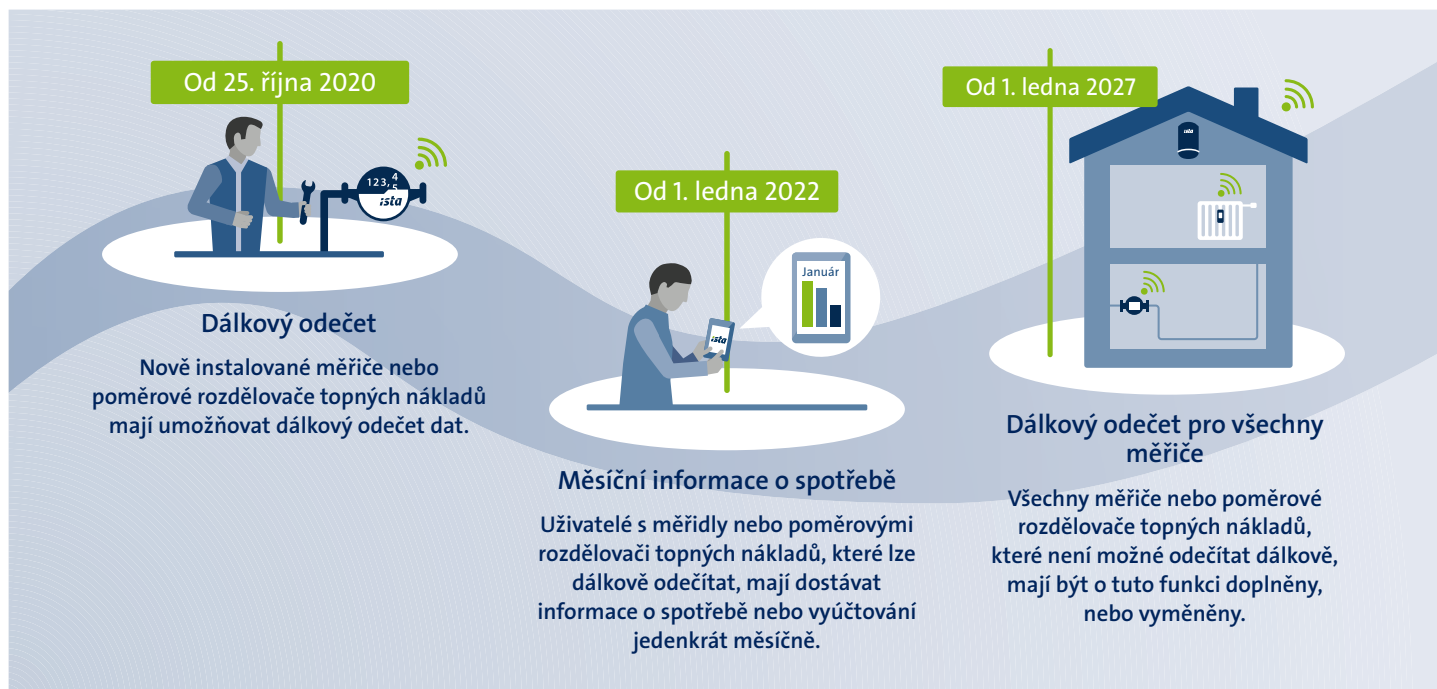 Od 25. října 2020
123,4
5
ista
Dálkový odečet
Nově instalované měřiče nebo
poměrové rozdělovače topných nákladů
mají umožňovat dálkový odečet dat.
Od 1. ledna 2022
Január
ista
Měsíční informace o spotřebě
Uživatelé s měřidly nebo poměrovými
rozdělovači topných nákladů, které lze
dálkově odečítat, mají dostávat
informace o spotřebě nebo vyúčtování
jedenkrát měsíčně.
Od 1. ledna 2027
ista
Dálkový odečet pro všechny
měřiče
Všechny měřiče nebo poměrové
rozdělovače topných nákladů,
které není možné odečítat dálkově,
mají být o tuto funkci doplněny,
nebo vyměněny.